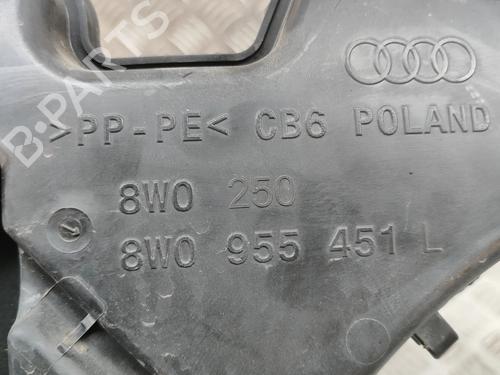 B-PARTS
>PP-PE< CB6 POLAND
8W0 250
8W0 955 451 L